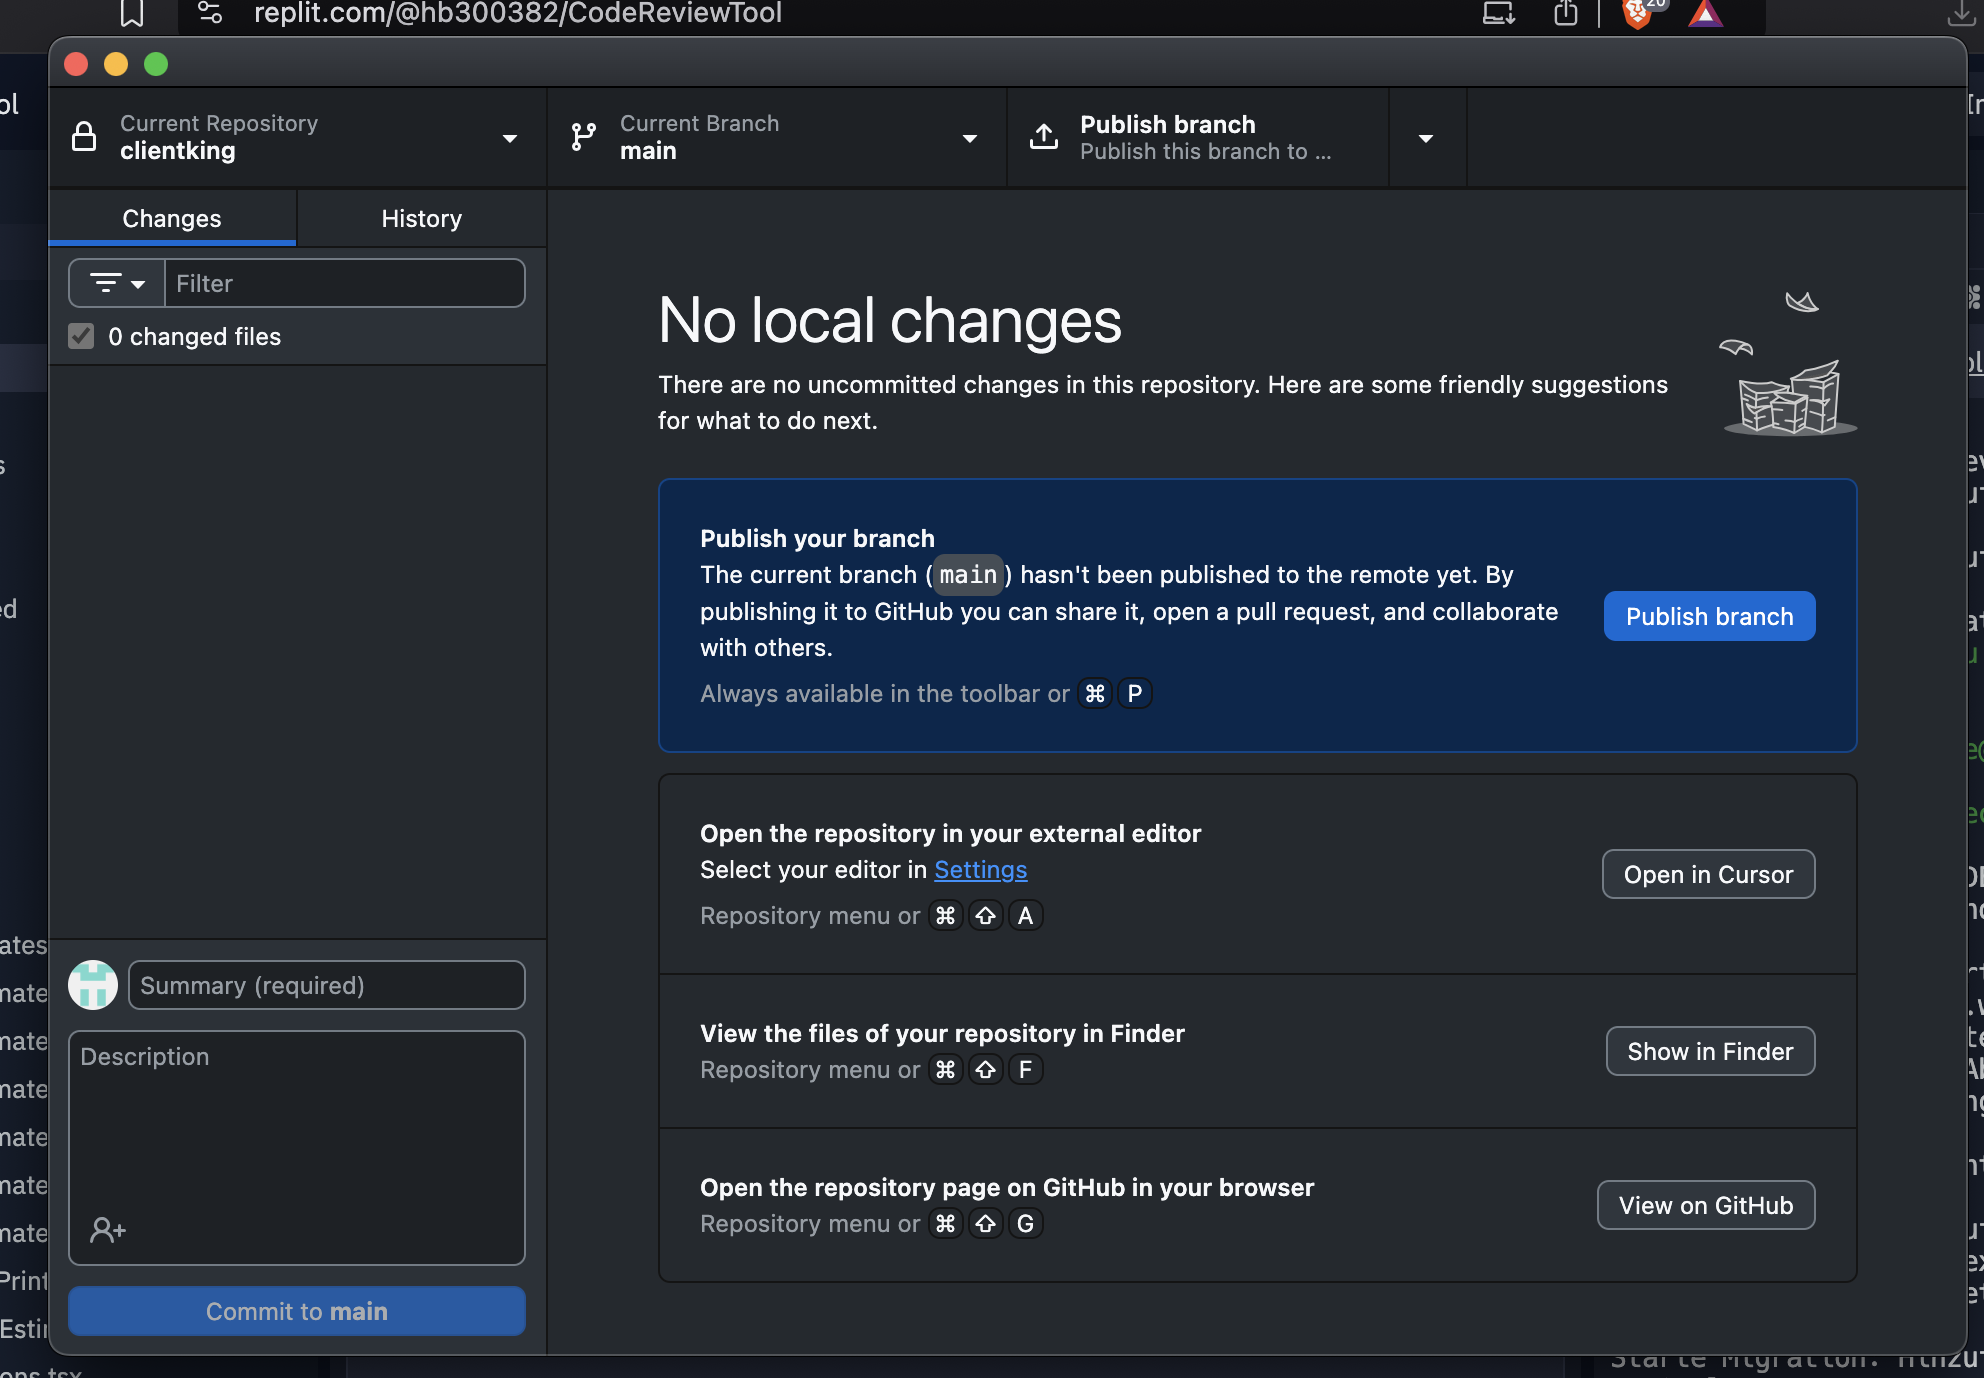 replit.com/@hb300382/CodeReviewTool
20
Current Repository
clientking
Current Branch
main
Publish branch
Publish this branch to ...
Changes
History
Filter
0 changed files
No local changes
There are no uncommitted changes in this repository. Here are some friendly suggestions
for what to do next.
Publish your branch
The current branch (main) hasn't been published to the remote yet. By
publishing it to GitHub you can share it, open a pull request, and collaborate
with others.
Always available in the toolbar or ⌘ P
Publish branch
Open the repository in your external editor
Select your editor in Settings
Repository menu or ⌘ ⇧ A
Open in Cursor
View the files of your repository in Finder
Repository menu or ⌘ ⇧ F
Show in Finder
Open the repository page on GitHub in your browser
Repository menu or ⌘ ⇧ G
View on GitHub
Summary (required)
Description
Commit to main